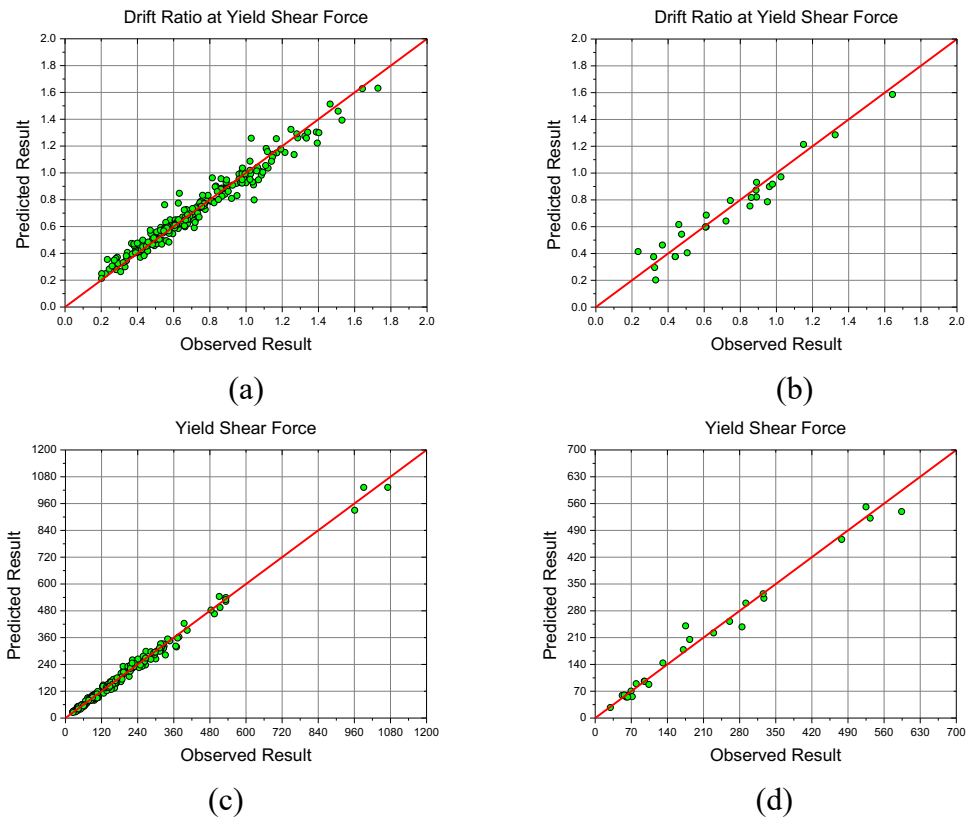 Drift Ratio at Yield Shear Force
2.0
1.8
1.6
1.4
1.2
1.0
0.8
0.6
0.4
0.2
0.0
Predicted Result
0.0 0.2 0.4 0.6 0.8 1.0 1.2 1.4 1.6 1.8 2.0
Observed Result
(a)
Drift Ratio at Yield Shear Force
2.0
1.8
1.6
1.4
1.2
1.0
0.8
0.6
0.4
0.2
0.0
Predicted Result
0.0 0.2 0.4 0.6 0.8 1.0 1.2 1.4 1.6 1.8 2.0
Observed Result
(b)
Yield Shear Force
1200
1080
960
840
720
600
480
360
240
120
0
Predicted Result
0 120 240 360 480 600 720 840 960 1080 1200
Observed Result
(c)
Yield Shear Force
700
630
560
490
420
350
280
210
140
70
0
Predicted Result
0 70 140 210 280 350 420 490 560 630 700
Observed Result
(d)